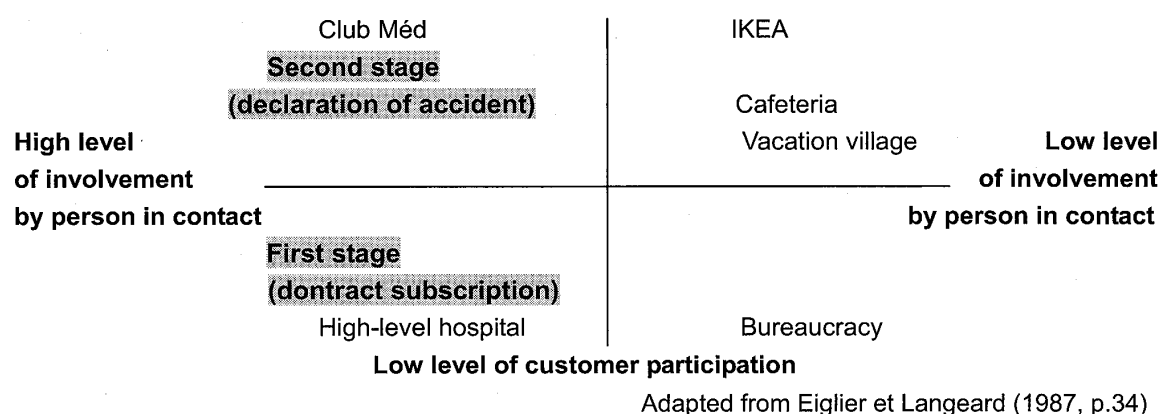 Club Méd IKEA
Second stage
(declaration of accident) Cafeteria
High level Vacation village Low level
of involvement of involvement
by person in contact by person in contact
First stage
(dontract subscription)
High-level hospital Bureaucracy
Low level of customer participation
Adapted from Eiglier et Langeard (1987, p.34)